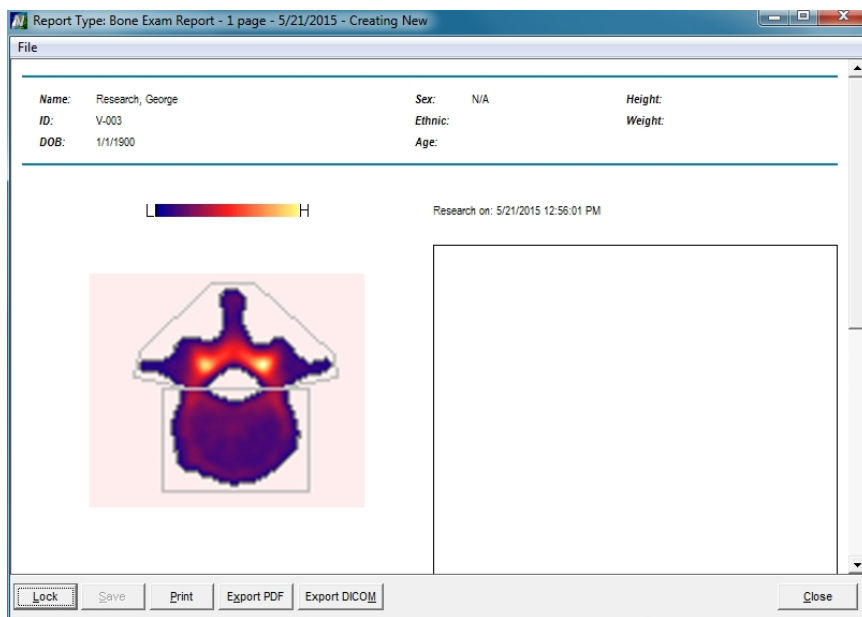 Report Type: Bone Exam Report - 1 page - 5/21/2015 - Creating New
File
Name: Research, George Sex: N/A Height:
ID: V-003 Ethnic: Weight:
DOB: 1/1/1900 Age:
L H Research on: 5/21/2015 12:56:01 PM
Lock Save Print Export PDF Export DICOM Close